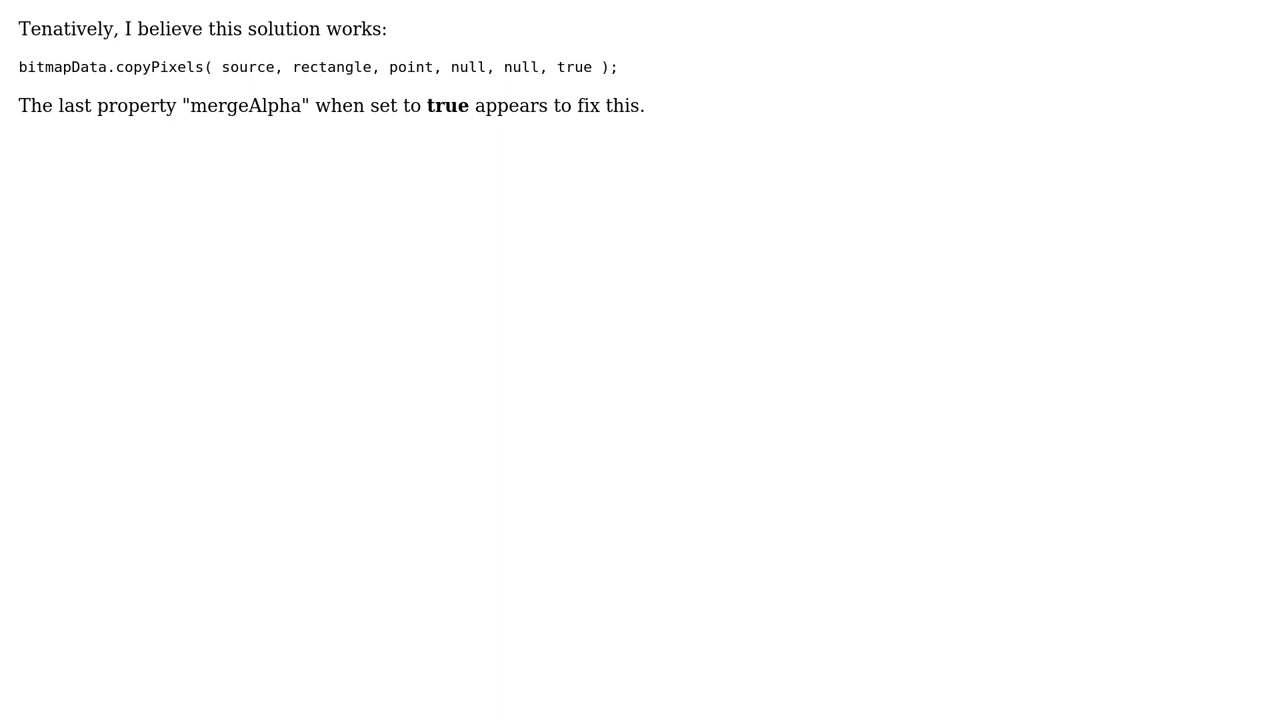 Tenatively, I believe this solution works:
bitmapData.copyPixels( source, rectangle, point, null, null, true );
The last property "mergeAlpha" when set to true appears to fix this.